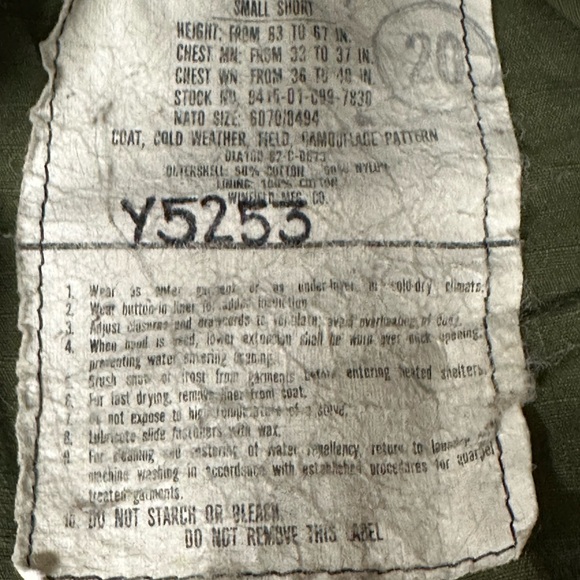 SMALL SHORT
HEIGHT: FROM 63 TO 67 IN.
CHEST MN: FROM 33 TO 37 IN.
CHEST WN: FROM 36 TO 40 IN.
20
STOCK NO. 8415-01-099-7830
NATO SIZE: 6070/8494
COAT, COLD WEATHER, FIELD, CAMOUFLAGE PATTERN
OUTERSHELL: 50% COTTON 50% NYLON
LINING: 100% COTTON
WINFIELD MFG. CO.
Y5253
1. Wear as outer garment or as under-layer in cold-dry climate.
2. Wear button-in liner for added insulation
3. Adjust closures and drawcords to ventilate; avoid overheating of body.
4. When hood is used, lower extension shall be worn over neck opening,
preventing water entering opening.
5. Brush snow or frost from garments before entering heated shelters.
6. For fast drying, remove liner from coat.
7. Do not expose to high temperature of a stove.
8. Lubricate slide fasteners with wax.
9. For cleaning and restoring of water repellency, return to laundry for
machine washing in accordance with established procedures for quarpel
treated garments.
10 DO NOT STARCH OR BLEACH
DO NOT REMOVE THIS LABEL